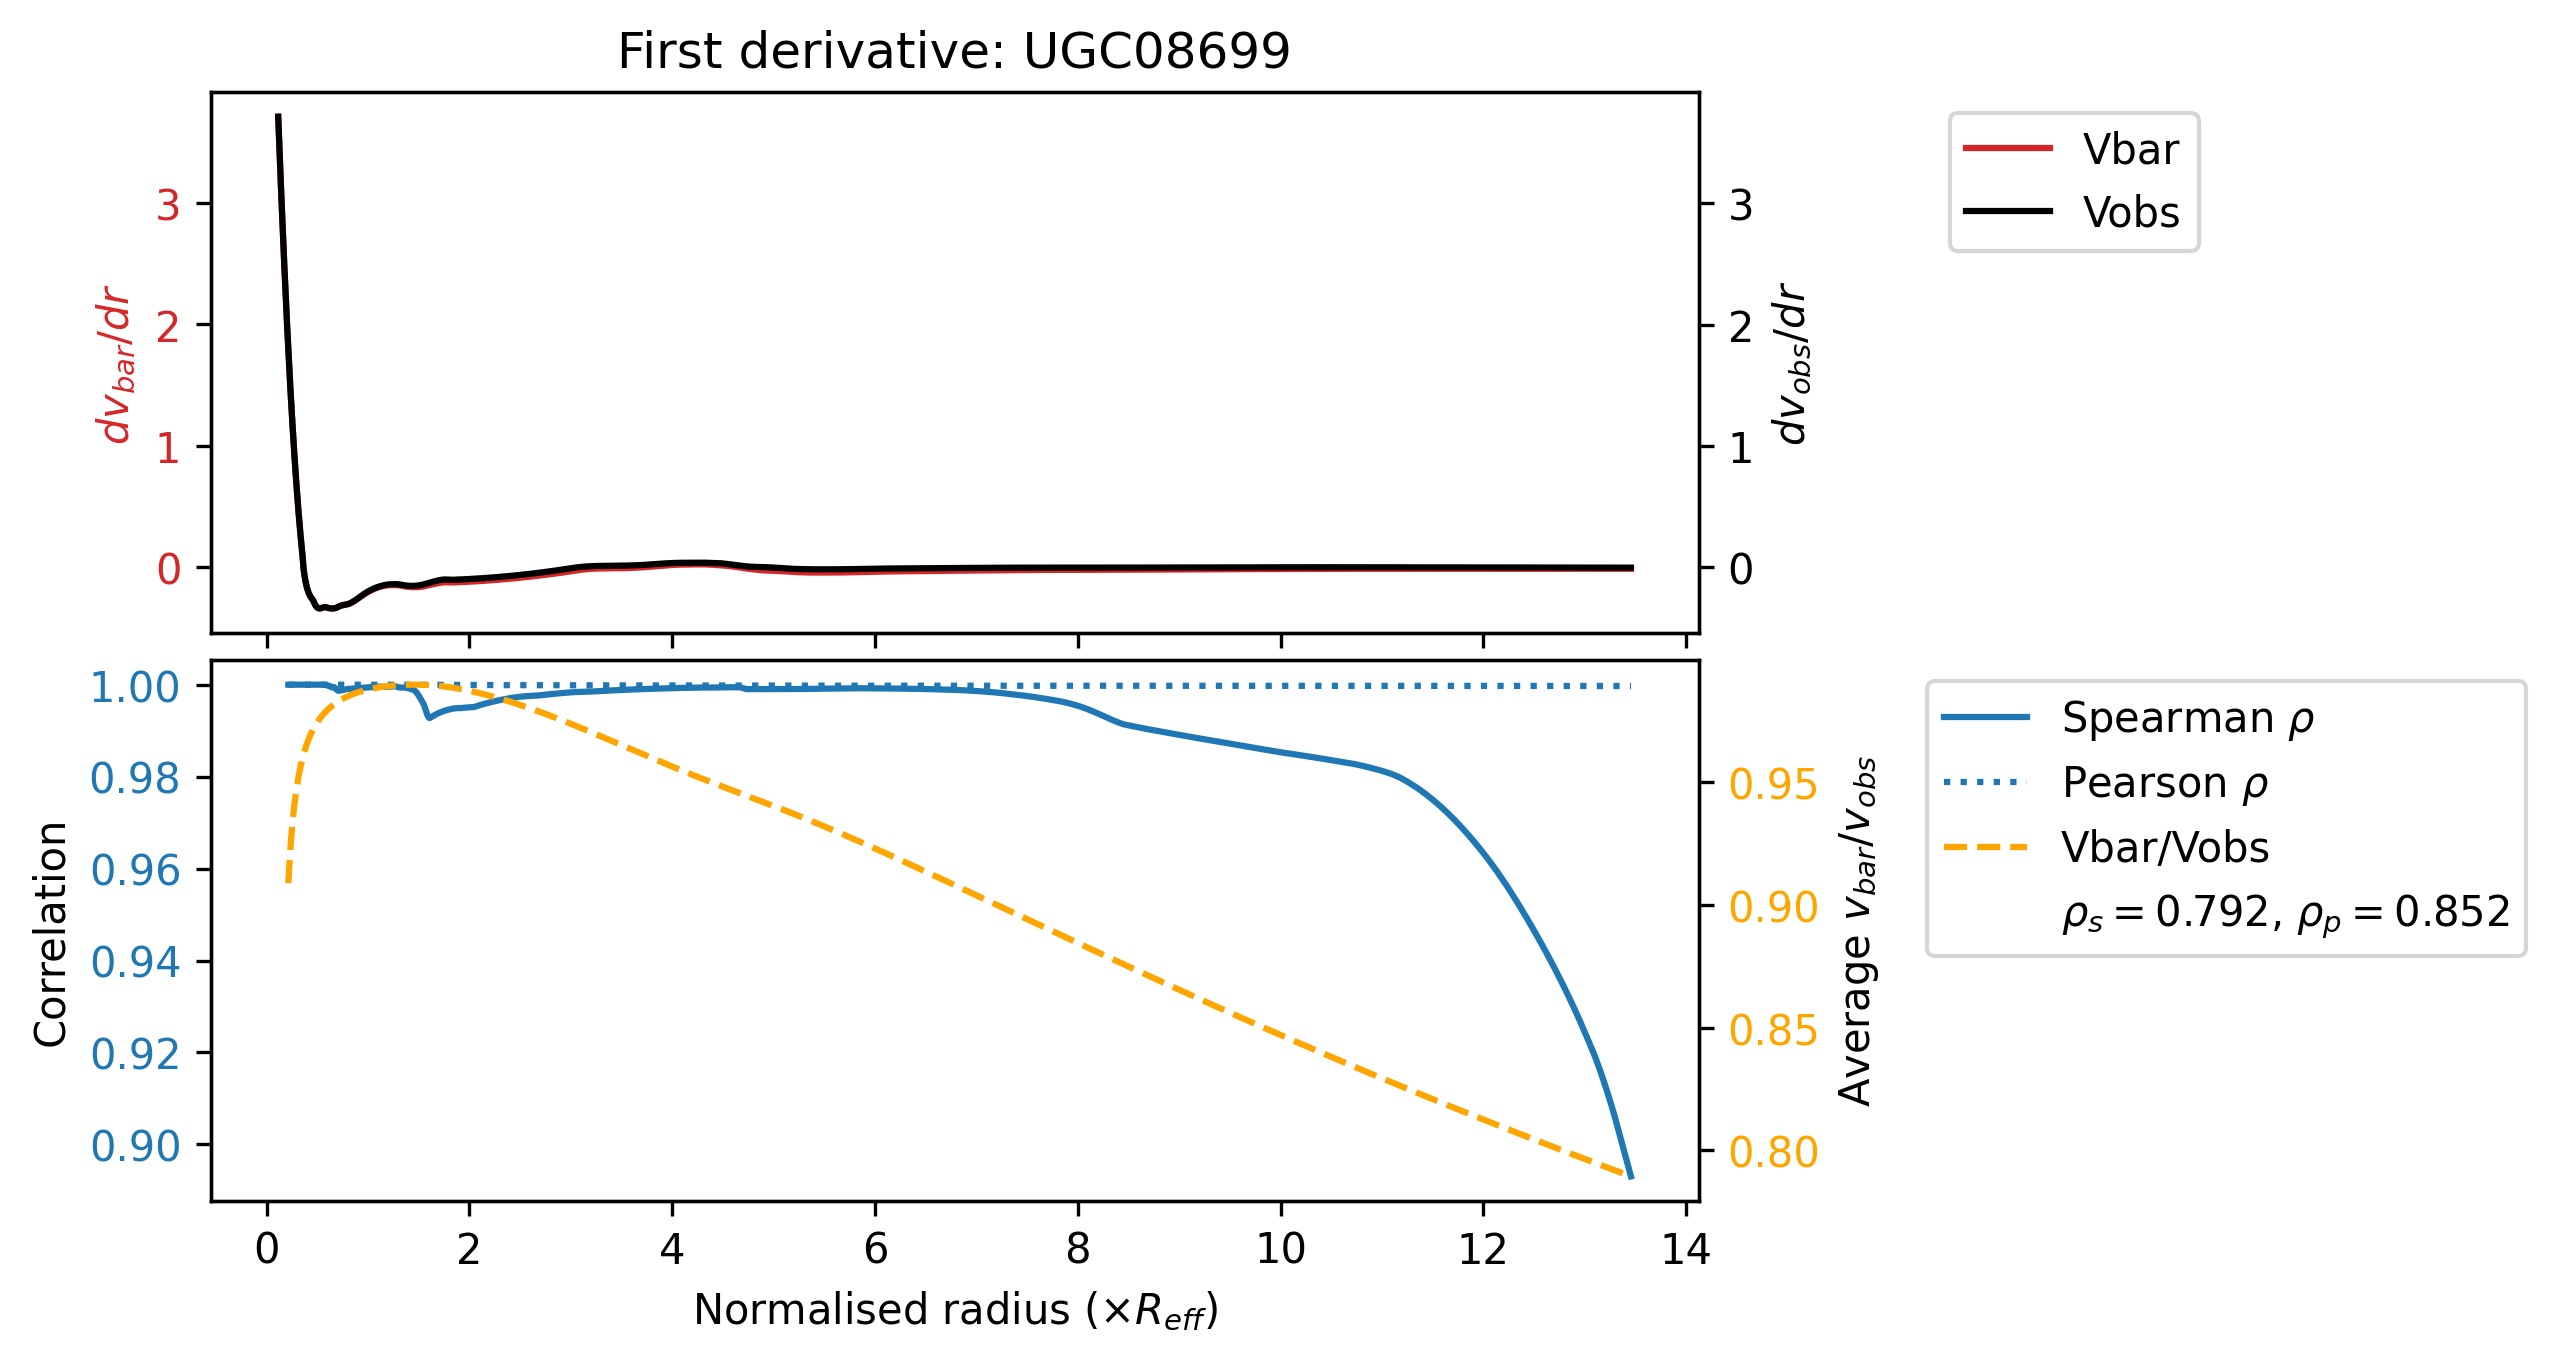 First derivative: UGC08699
3
2
1
0
dv_bar/dr
3
2
1
0
dv_obs/dr
Vbar
Vobs
1.00
0.98
0.96
0.94
0.92
0.90
Correlation
0.95
0.90
0.85
0.80
Average v_bar/v_obs
Spearman ρ
Pearson ρ
Vbar/Vobs
ρ_s = 0.792, ρ_p = 0.852
0 2 4 6 8 10 12 14
Normalised radius (×R_eff)